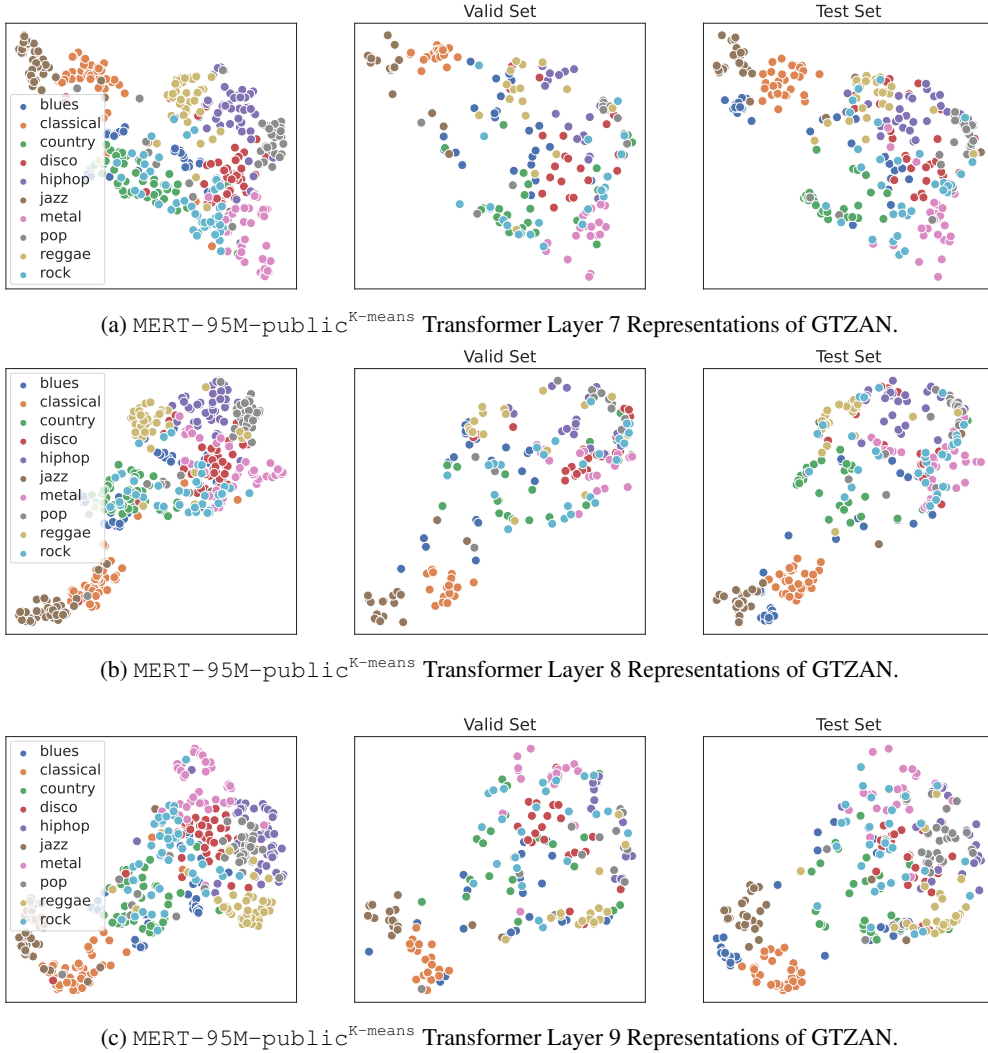 Valid Set
Test Set
blues
classical
country
disco
hiphop
jazz
metal
pop
reggae
rock
(a) MERT-95M-public^K-means Transformer Layer 7 Representations of GTZAN.
Valid Set
Test Set
blues
classical
country
disco
hiphop
jazz
metal
pop
reggae
rock
(b) MERT-95M-public^K-means Transformer Layer 8 Representations of GTZAN.
Valid Set
Test Set
blues
classical
country
disco
hiphop
jazz
metal
pop
reggae
rock
(c) MERT-95M-public^K-means Transformer Layer 9 Representations of GTZAN.